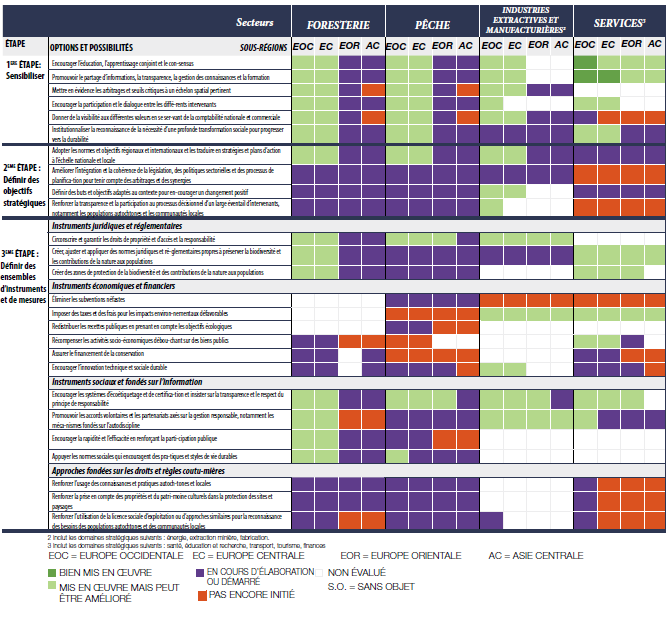 Secteurs
FORESTERIE
PÊCHE
INDUSTRIES
EXTRACTIVES ET
MANUFACTURIÈRES²
SERVICES³
ÉTAPE
OPTIONS ET POSSIBILITÉS
SOUS-RÉGIONS
EOC EC EOR AC EOC EC EOR AC EOC EC EOR AC EOC EC EOR AC
1ÈRE ÉTAPE:
Sensibiliser
Encourager l'éducation, l'apprentissage conjoint et le con-sensus
Promouvoir le partage d'informations, la transparence, la gestion des connaissances et la formation
Mettre en évidence les arbitrages et seuils critiques à un échelon spatial pertinent
Encourager la participation et le dialogue entre les diffé-rents intervenants
Donner de la visibilité aux différentes valeurs en se ser-vant de la comptabilité nationale et commerciale
Institutionnaliser la reconnaissance de la nécessité d'une profonde transformation sociale pour progresser
vers la durabilité
2ÈME ÉTAPE :
Définir des
objectifs
stratégiques
Adopter les normes et objectifs régionaux et internationaux et les traduire en stratégies et plans d'action
à l'échelle nationale et locale
Améliorer l'intégration et la cohérence de la législation, des politiques sectorielles et des processus de
planifica-tion pour tenir compte des arbitrages et des synergies
Définir des buts et objectifs adaptés au contexte pour en-courager un changement positif
Renforcer la transparence et la participation au processus décisionnel d'un large éventail d'intervenants,
notamment les populations autochtones et les communautés locales
3ÈME ÉTAPE :
Définir des
ensembles
d'instruments
et de mesures
Instruments juridiques et réglementaires
Circonscrire et garantir les droits de propriété et d'accès et la responsabilité
Créer, ajuster et appliquer des normes juridiques et ré-glementaires propres à préserver la biodiversité et
les contributions de la nature aux populations
Créer des zones de protection de la biodiversité et des contributions de la nature aux populations
Instruments économiques et financiers
Éliminer les subventions néfastes
Imposer des taxes et des frais pour les impacts environ-nementaux défavorables
Redistribuer les recettes publiques en prenant en compte les objectifs écologiques
Récompenser les activités socio-économiques débou-chant sur des biens publics
Assurer le financement de la conservation
Encourager l'innovation technique et sociale durable
Instruments sociaux et fondés sur l'information
Encourager les systèmes d'écoétiquetage et de certifica-tion et insister sur la transparence et le respect du
principe de responsabilité
Promouvoir les accords volontaires et les partenariats axés sur la gestion responsable, notamment les
méca-nismes fondés sur l'autodiscipline
Encourager la rapidité et l'efficacité en renforçant la parti-cipation publique
Appuyer les normes sociales qui encouragent des pra-tiques et styles de vie durables
Approches fondées sur les droits et règles coutu-mières
Renforcer l'usage des connaissances et pratiques autoch-tones et locales
Renforcer la prise en compte des propriétés et du patri-moine culturels dans la protection des sites et
paysages
Renforcer l'utilisation de la licence sociale d'exploitation ou d'approches similaires pour la reconnaissance
des besoins des populations autochtones et des communautés locales
2 Inclut les domaines stratégiques suivants : énergie, extraction minière, fabrication.
3 Inclut les domaines stratégiques suivants : santé, éducation et recherche, transport, tourisme, finances
EOC = EUROPE OCCIDENTALE EC = EUROPE CENTRALE EOR = EUROPE ORIENTALE AC = ASIE CENTRALE
BIEN MIS EN ŒUVRE
MIS EN ŒUVRE MAIS PEUT
ÊTRE AMÉLIORÉ
EN COURS D'ÉLABORATION
OU DÉMARRÉ
PAS ENCORE INITIÉ
NON ÉVALUÉ
S.O. = SANS OBJET